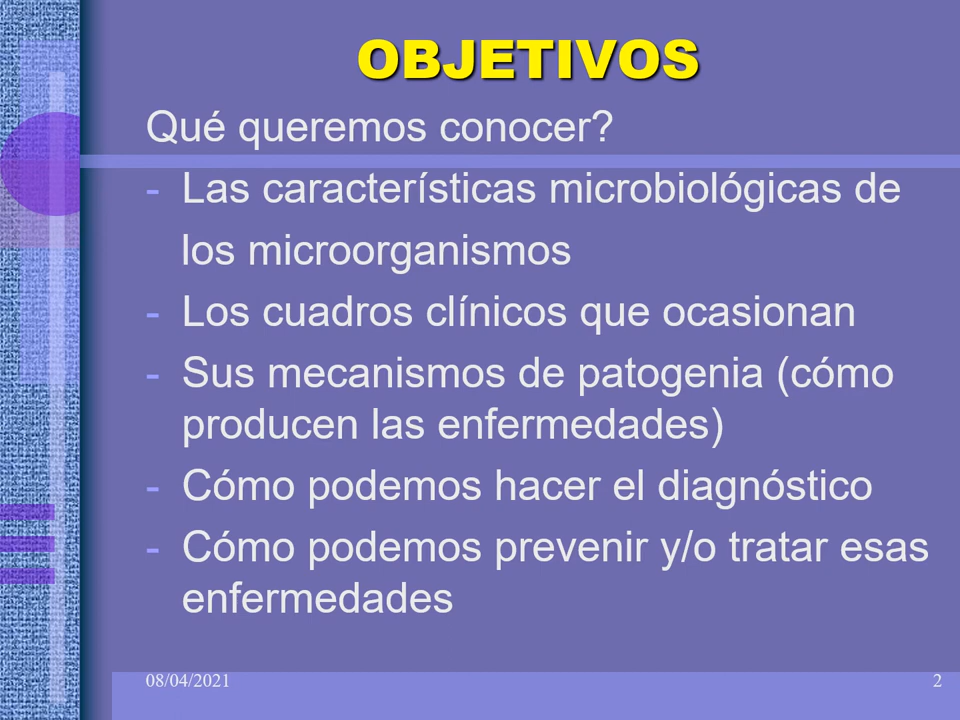 OBJETIVOS
Qué queremos conocer?
- Las características microbiológicas de
los microorganismos
- Los cuadros clínicos que ocasionan
- Sus mecanismos de patogenia (cómo
producen las enfermedades)
- Cómo podemos hacer el diagnóstico
- Cómo podemos prevenir y/o tratar esas
enfermedades
08/04/2021 2